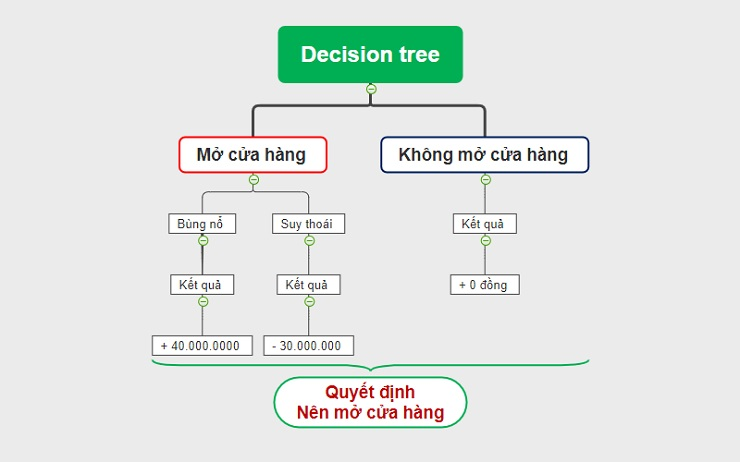 Decision tree
Mở cửa hàng
Không mở cửa hàng
Bùng nổ
Suy thoái
Kết quả
Kết quả
Kết quả
+ 0 đồng
+ 40.000.0000
- 30.000.000
Quyết định
Nên mở cửa hàng